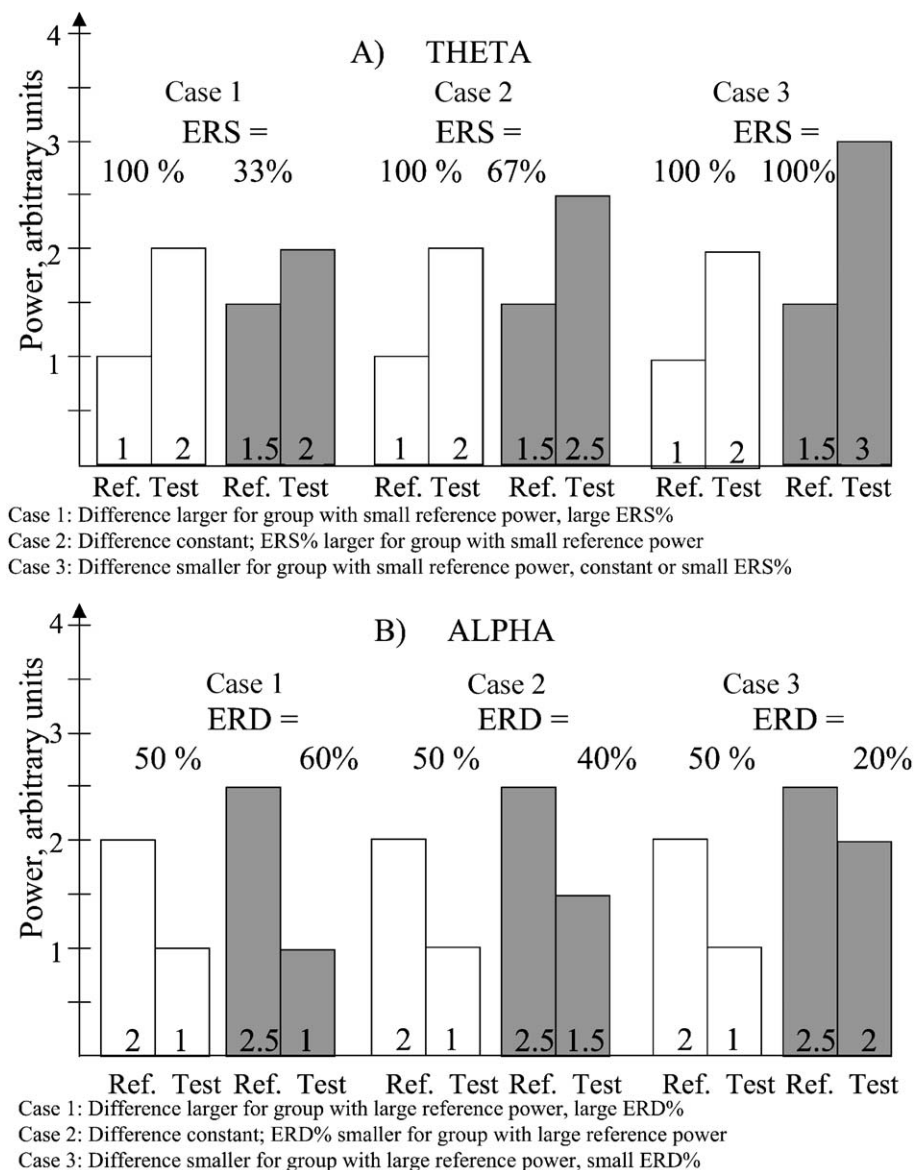 4
A) THETA
Case 1 Case 2 Case 3
ERS = ERS = ERS =
3
100 % 33% 100 % 67% 100 % 100%
2
1
Power, arbitrary units
1 2 1.5 2 1 2 1.5 2.5 1 2 1.5 3
Ref. Test Ref. Test Ref. Test Ref. Test Ref. Test Ref. Test
Case 1: Difference larger for group with small reference power, large ERS%
Case 2: Difference constant; ERS% larger for group with small reference power
Case 3: Difference smaller for group with small reference power, constant or small ERS%
4
B) ALPHA
Case 1 Case 2 Case 3
ERD = ERD = ERD =
3
50 % 60% 50 % 40% 50 % 20%
2
1
Power, arbitrary units
2 1 2.5 1 2 1 2.5 1.5 2 1 2.5 2
Ref. Test Ref. Test Ref. Test Ref. Test Ref. Test Ref. Test
Case 1: Difference larger for group with large reference power, large ERD%
Case 2: Difference constant; ERD% smaller for group with large reference power
Case 3: Difference smaller for group with large reference power, small ERD%